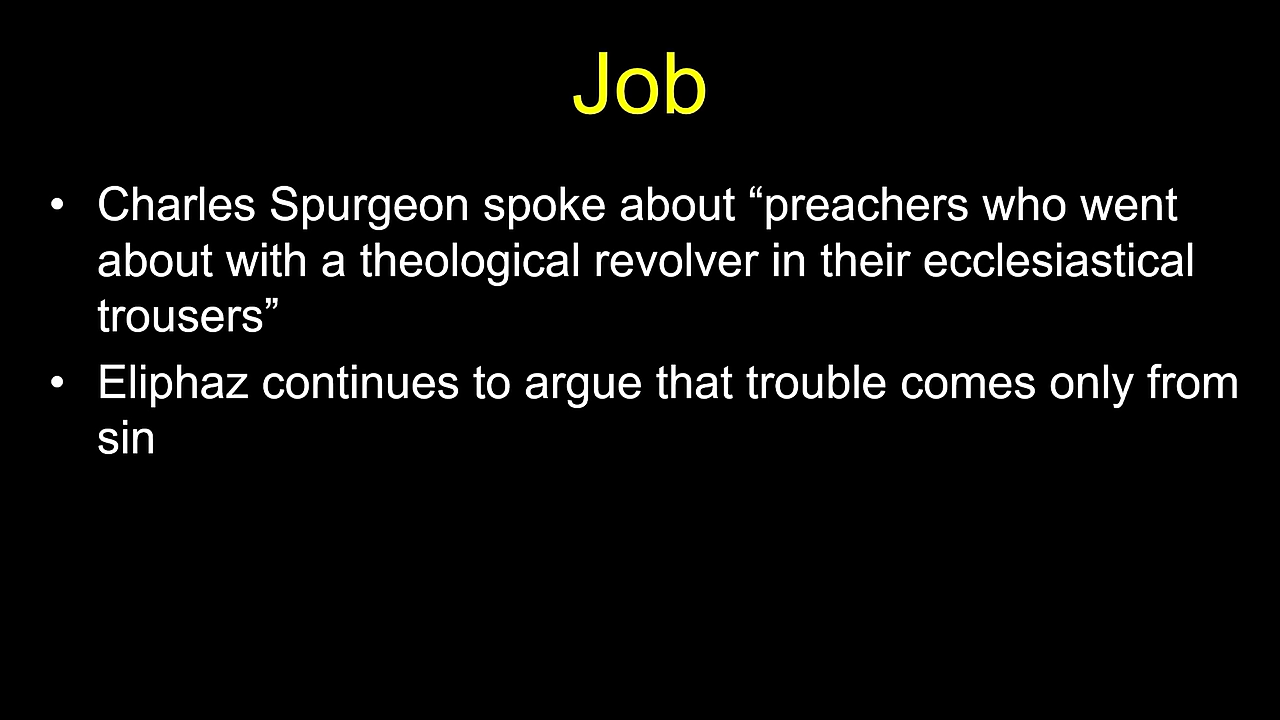 Job
• Charles Spurgeon spoke about “preachers who went
about with a theological revolver in their ecclesiastical
trousers”
• Eliphaz continues to argue that trouble comes only from
sin